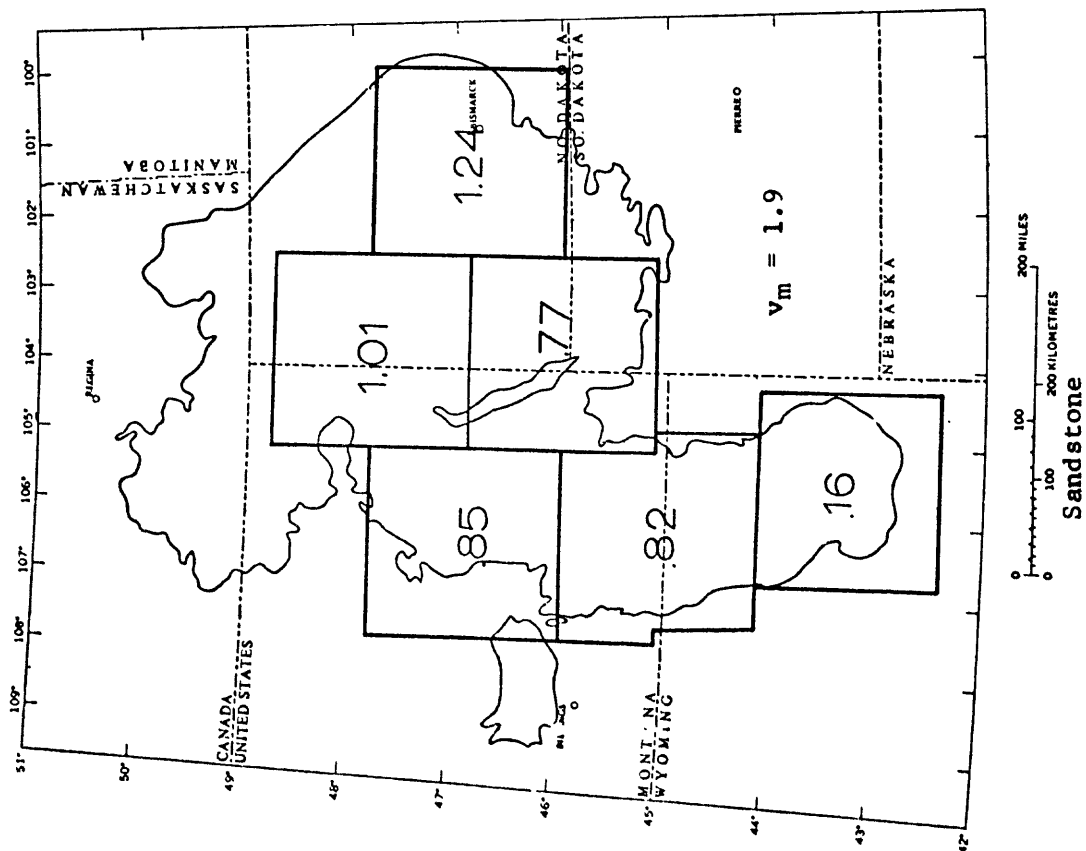 100°
101°
102°
103°
104°
105°
106°
107°
108°
109°
51°
50°
49°
48°
47°
46°
45°
44°
43°
42°
SASKATCHEWAN
MANITOBA
REGINA
CANADA
UNITED STATES
1.24
BISMARCK
NO. DAKOTA
SO. DAKOTA
PIERRE
1.01
.77
.85
.82
.16
MONT NA
WYOMING
NEBRASKA
v_m = 1.9
0 100 200 MILES
0 100 200 KILOMETRES
Sandstone